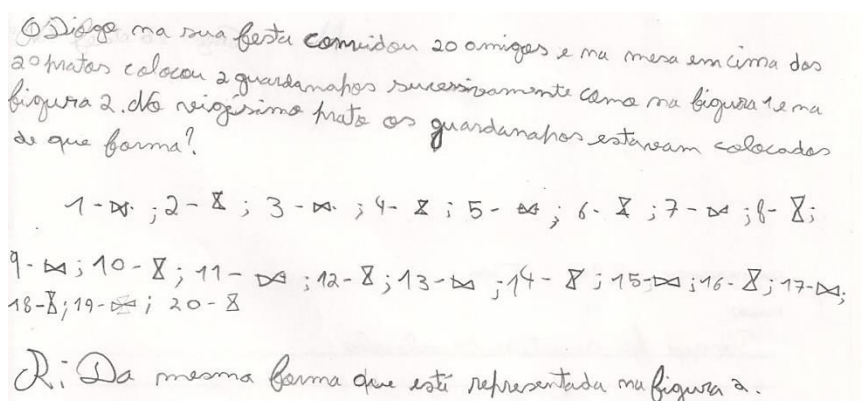 O Diogo na sua festa convidou 20 amigos e na mesa em cima dos
20 pratos colocou 2 guardanapos sucessivamente como na figura 1 e na
figura 2. No vigésimo prato os guardanapos estavam colocados
de que forma?
1-⋈ ; 2-⧖ ; 3-⋈ ; 4-⧖ ; 5-⋈ ; 6-⧖ ; 7-⋈ ; 8-⧖ ;
9-⋈ ; 10-⧖ ; 11-⋈ ; 12-⧖ ; 13-⋈ ; 14-⧖ ; 15-⋈ ; 16-⧖ ; 17-⋈ ;
18-⧖ ; 19-⋈ ; 20-⧖
R: Da mesma forma que está representada na figura 2.